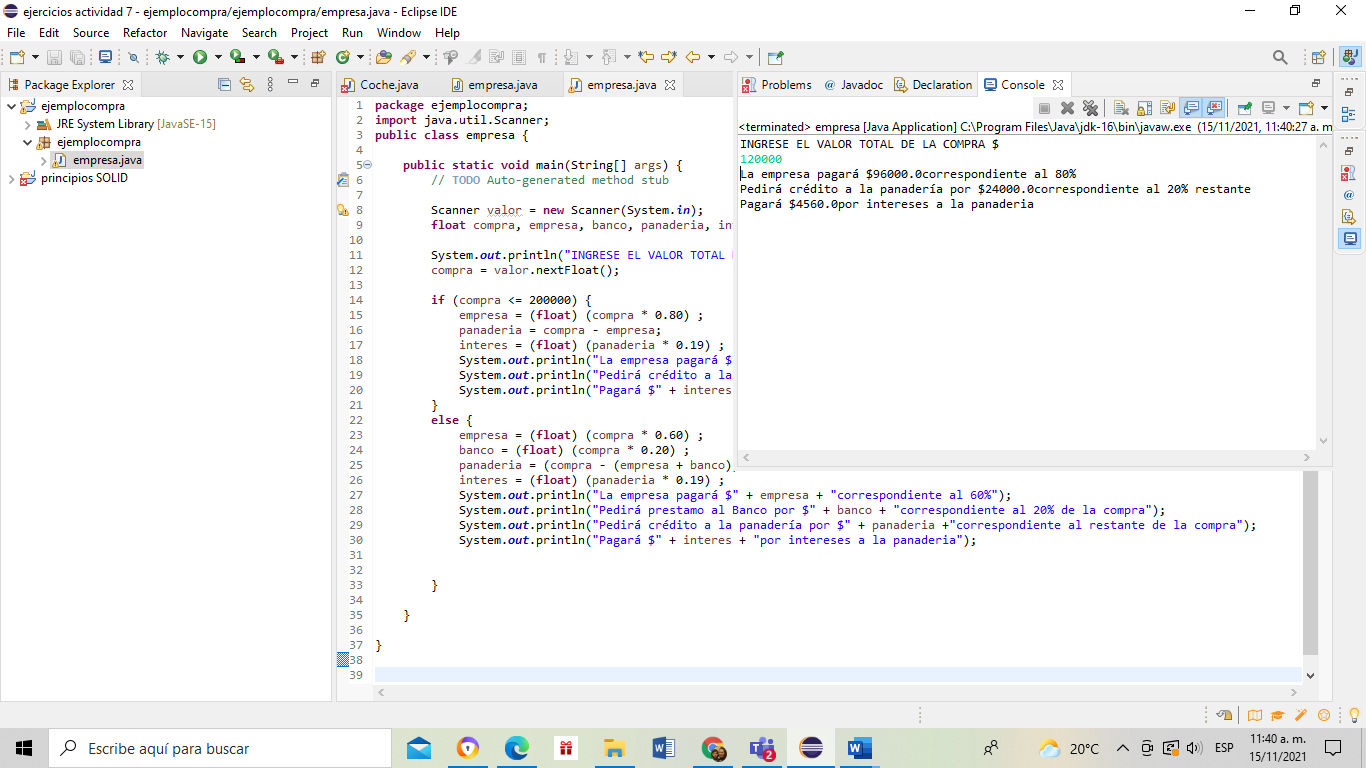 ejercicios actividad 7 - ejemplocompra/ejemplocompra/empresa.java - Eclipse IDE
File Edit Source Refactor Navigate Search Project Run Window Help
Package Explorer
ejemplocompra
JRE System Library [JavaSE-15]
ejemplocompra
empresa.java
principios SOLID
Coche.java empresa.java empresa.java
1 package ejemplocompra;
2 import java.util.Scanner;
3 public class empresa {
4
5 public static void main(String[] args) {
6 // TODO Auto-generated method stub
7
8 Scanner valor = new Scanner(System.in);
9 float compra, empresa, banco, panaderia, in
10
11 System.out.println("INGRESE EL VALOR TOTAL
12 compra = valor.nextFloat();
13
14 if (compra <= 200000) {
15 empresa = (float) (compra * 0.80) ;
16 panaderia = compra - empresa;
17 interes = (float) (panaderia * 0.19) ;
18 System.out.println("La empresa pagará $
19 System.out.println("Pedirá crédito a la
20 System.out.println("Pagará $" + interes
21 }
22 else {
23 empresa = (float) (compra * 0.60) ;
24 banco = (float) (compra * 0.20) ;
25 panaderia = (compra - (empresa + banco)
26 interes = (float) (panaderia * 0.19) ;
27 System.out.println("La empresa pagará $" + empresa + "correspondiente al 60%");
28 System.out.println("Pedirá prestamo al Banco por $" + banco + "correspondiente al 20% de la compra");
29 System.out.println("Pedirá crédito a la panadería por $" + panaderia +"correspondiente al restante de la compra");
30 System.out.println("Pagará $" + interes + "por intereses a la panaderia");
31
32
33 }
34
35 }
36
37 }
38
39
Problems @ Javadoc Declaration Console
<terminated> empresa [Java Application] C:\Program Files\Java\jdk-16\bin\javaw.exe (15/11/2021, 11:40:27 a. m
INGRESE EL VALOR TOTAL DE LA COMPRA $
120000
La empresa pagará $96000.0correspondiente al 80%
Pedirá crédito a la panadería por $24000.0correspondiente al 20% restante
Pagará $4560.0por intereses a la panaderia
Escribe aquí para buscar
2
20°C
ESP
11:40 a. m.
15/11/2021